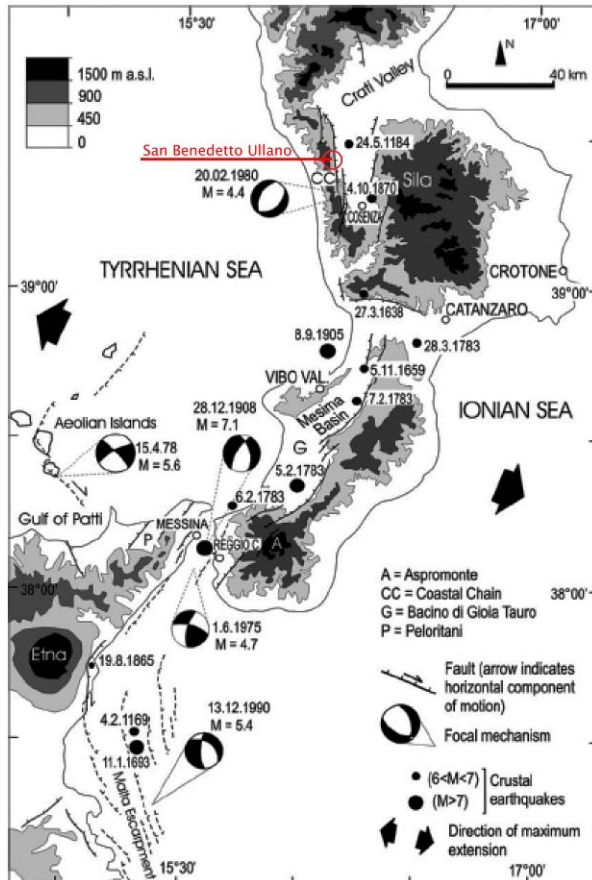 15°30'
17°00'
N
40 km
0
1500 m a.s.l.
900
450
0
Crati Valley
San Benedetto Ullano
24.5.1184
CC
20.02.1980
M = 4.4
4.10.1870
COSENZA
Sila
TYRRHENIAN SEA
CROTONE
39°00'
39°00'
27.3.1638
CATANZARO
8.9.1905
28.3.1783
5.11.1659
VIBO VAL.
7.2.1783
Mesima
Basin
IONIAN SEA
28.12.1908
M = 7.1
Aeolian Islands
15.4.78
M = 5.6
G
5.2.1783
6.2.1783
Gulf of Patti
MESSINA
P
REGGIO C.
A
38°00'
38°00'
A = Aspromonte
CC = Coastal Chain
G = Bacino di Gioia Tauro
P = Peloritani
1.6.1975
M = 4.7
Etna
19.8.1865
Fault (arrow indicates
horizontal component
of motion)
13.12.1990
M = 5.4
Focal mechanism
4.2.1169
11.1.1693
Malta Escarpment
(6<M<7)
(M>7)
Crustal
earthquakes
Direction of maximum
extension
15°30'
17°00'